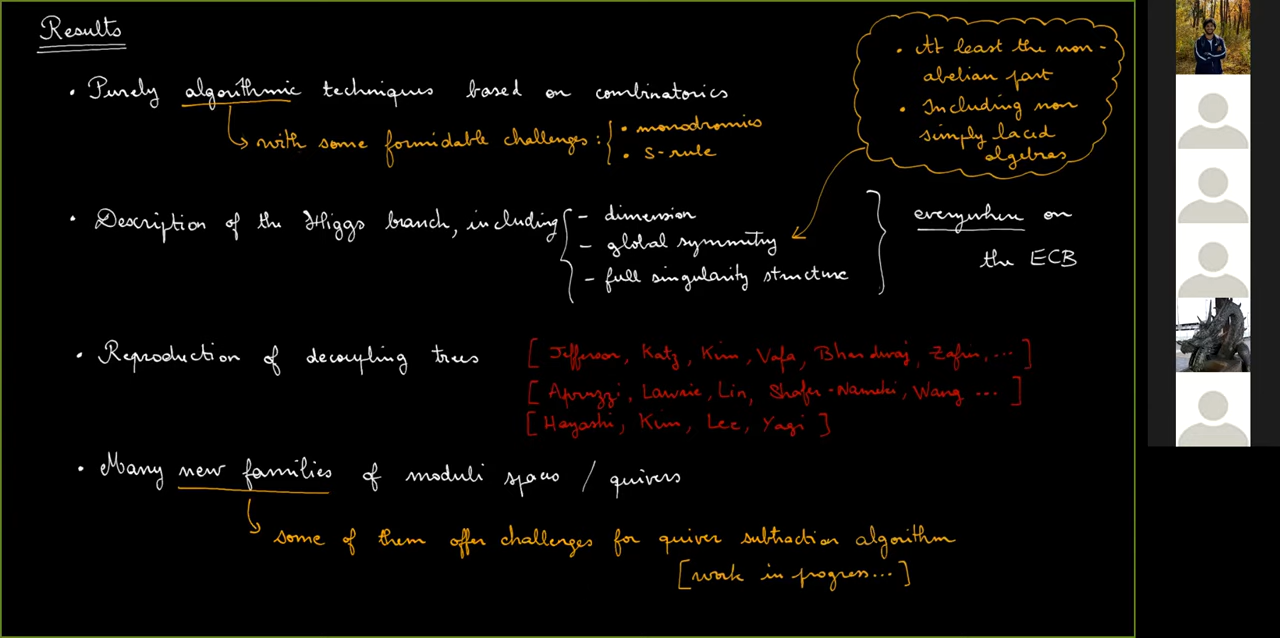 Results
• At least the non-
abelian part
• Including non
simply laced
algebras
• Purely algorithmic techniques based on combinatorics
with some formidable challenges: • monodromies
• S-rule
• Description of the Higgs branch, including - dimension
- global symmetry
- full singularity structure
everywhere on
the ECB
• Reproduction of decoupling trees [Jefferson, Katz, Kim, Vafa, Bhardwaj, Zafrir, ...]
[Apruzzi, Lawrie, Lin, Shafer-Nameki, Wang ...]
[Hayashi, Kim, Lee, Yagi]
• Many new families of moduli spaces / quivers
some of them offer challenges for quiver subtraction algorithm
[work in progress...]